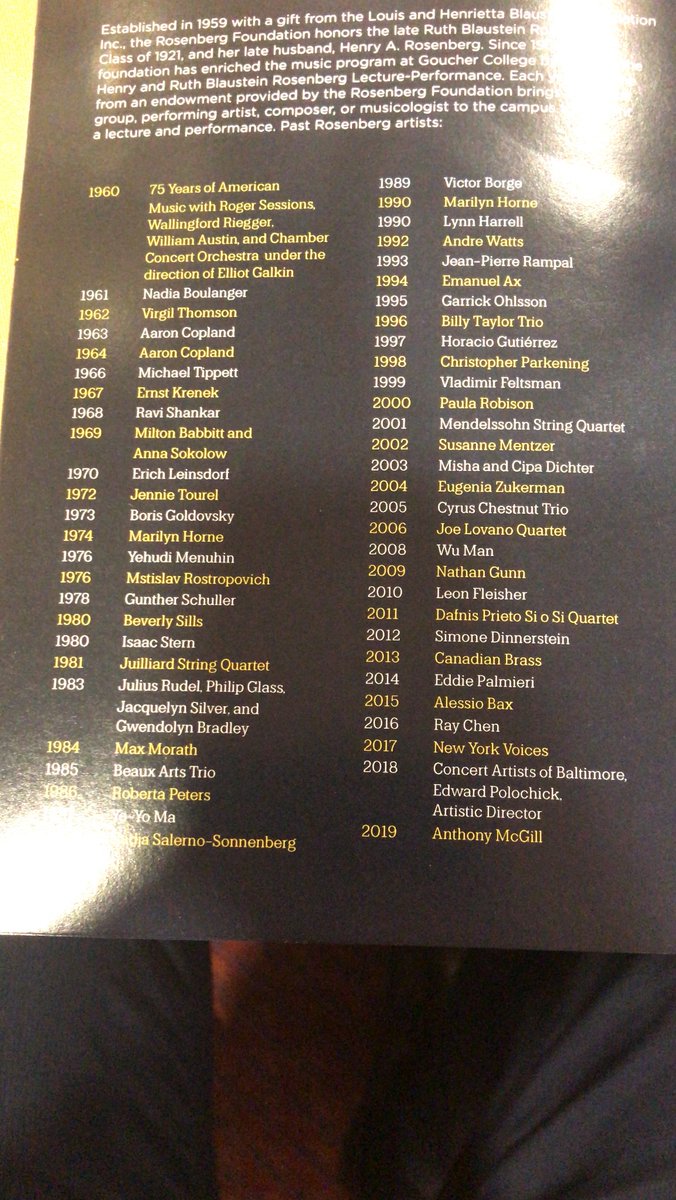 Established in 1959 with a gift from the Louis and Henrietta
Inc., the Rosenberg Foundation honors the late Ruth Blaustein
Class of 1921, and her late husband, Henry A. Rosenberg. Since
foundation has enriched the music program at Goucher College
Henry and Ruth Blaustein Rosenberg Lecture-Performance. Each
from an endowment provided by the Rosenberg Foundation
group, performing artist, composer, or musicologist to the campus
a lecture and performance. Past Rosenberg artists:
1960 75 Years of American
Music with Roger Sessions,
Wallingford Riegger,
William Austin, and Chamber
Concert Orchestra under the
direction of Elliot Galkin
1961 Nadia Boulanger
1962 Virgil Thomson
1963 Aaron Copland
1964 Aaron Copland
1966 Michael Tippett
1967 Ernst Krenek
1968 Ravi Shankar
1969 Milton Babbitt and
Anna Sokolow
1970 Erich Leinsdorf
1972 Jennie Tourel
1973 Boris Goldovsky
1974 Marilyn Horne
1976 Yehudi Menuhin
1976 Mstislav Rostropovich
1978 Gunther Schuller
1980 Beverly Sills
1980 Isaac Stern
1981 Juilliard String Quartet
1983 Julius Rudel, Philip Glass,
Jacquelyn Silver, and
Gwendolyn Bradley
1984 Max Morath
1985 Beaux Arts Trio
1986 Roberta Peters
Yo-Yo Ma
Salerno-Sonnenberg
1989 Victor Borge
1990 Marilyn Horne
1990 Lynn Harrell
1992 Andre Watts
1993 Jean-Pierre Rampal
1994 Emanuel Ax
1995 Garrick Ohlsson
1996 Billy Taylor Trio
1997 Horacio Gutiérrez
1998 Christopher Parkening
1999 Vladimir Feltsman
2000 Paula Robison
2001 Mendelssohn String Quartet
2002 Susanne Mentzer
2003 Misha and Cipa Dichter
2004 Eugenia Zukerman
2005 Cyrus Chestnut Trio
2006 Joe Lovano Quartet
2008 Wu Man
2009 Nathan Gunn
2010 Leon Fleisher
2011 Dafnis Prieto Si o Si Quartet
2012 Simone Dinnerstein
2013 Canadian Brass
2014 Eddie Palmieri
2015 Alessio Bax
2016 Ray Chen
2017 New York Voices
2018 Concert Artists of Baltimore,
Edward Polochick,
Artistic Director
2019 Anthony McGill